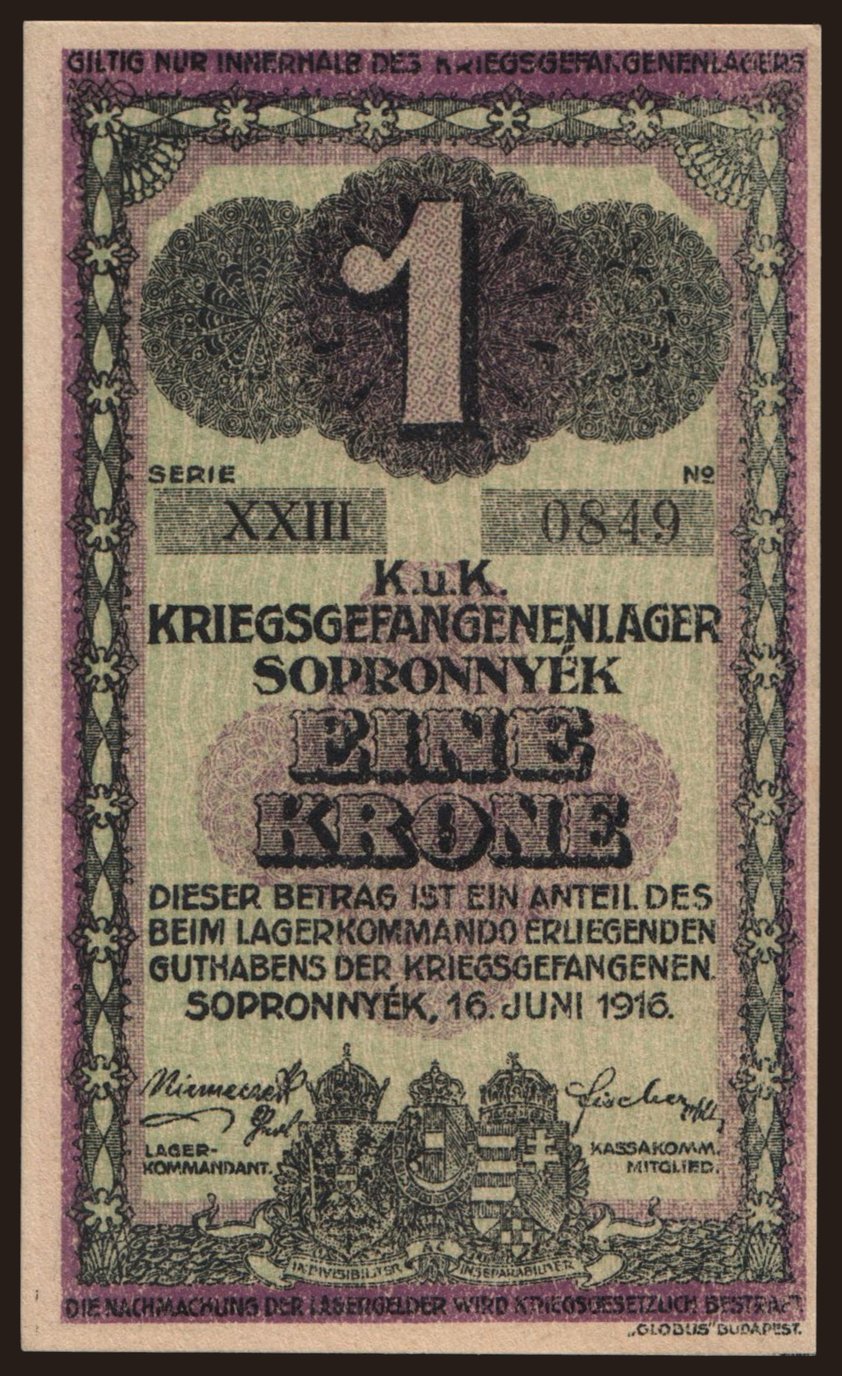 GILTIG NUR INNERHALB DES KRIEGSGEFANGENENLAGERS
1
SERIE No
XXIII 0849
K.u.K.
KRIEGSGEFANGENENLAGER
SOPRONNYÉK
EINE
KRONE
DIESER BETRAG IST EIN ANTEIL DES
BEIM LAGERKOMMANDO ERLIEGENDEN
GUTHABENS DER KRIEGSGEFANGENEN.
SOPRONNYÉK, 16. JUNI 1916.
Fischer
LAGER-
KOMMANDANT.
KASSAKOMM.
MITGLIED.
INDIVISIBILITER AC INSEPARABILITER
DIE NACHMACHUNG DER LAGERGELDER WIRD KRIEGSGESETZLICH BESTRAFT
„GLOBUS" BUDAPEST.